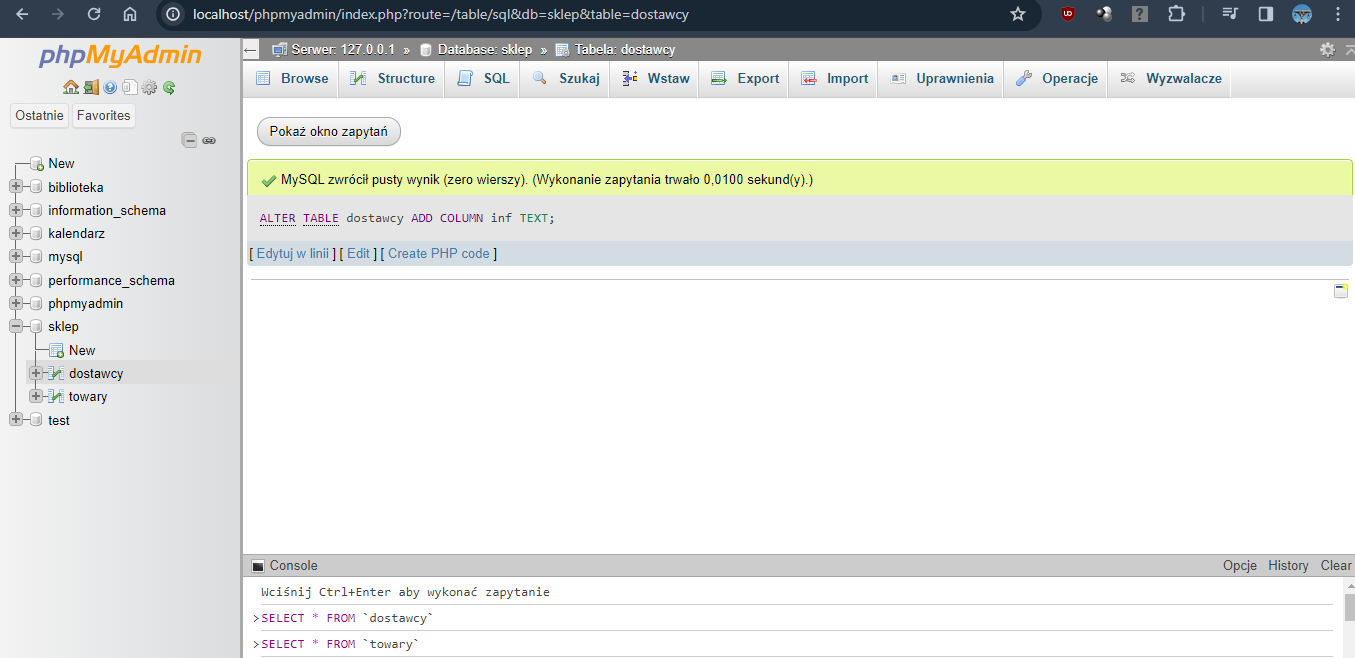 localhost/phpmyadmin/index.php?route=/table/sql&db=sklep&table=dostawcy
phpMyAdmin
Ostatnie Favorites
New
biblioteka
information_schema
kalendarz
mysql
performance_schema
phpmyadmin
sklep
New
dostawcy
towary
test
Serwer: 127.0.0.1 » Database: sklep » Tabela: dostawcy
Browse Structure SQL Szukaj Wstaw Export Import Uprawnienia Operacje Wyzwalacze
Pokaż okno zapytań
MySQL zwrócił pusty wynik (zero wierszy). (Wykonanie zapytania trwało 0,0100 sekund(y).)
ALTER TABLE dostawcy ADD COLUMN inf TEXT;
[ Edytuj w linii ] [ Edit ] [ Create PHP code ]
Console Opcje History Clear
Wciśnij Ctrl+Enter aby wykonać zapytanie
>SELECT * FROM `dostawcy`
>SELECT * FROM `towary`